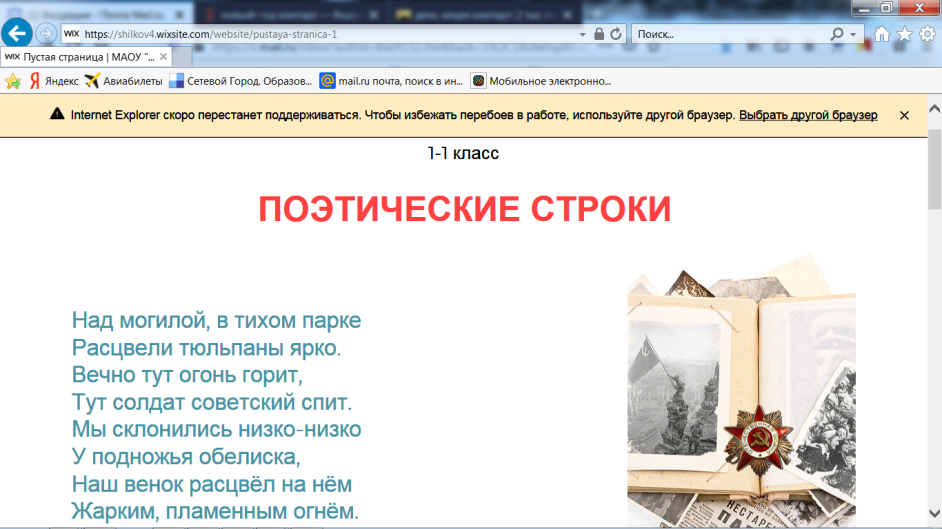 https://shilkov4.wixsite.com/website/pustaya-stranica-1
Поиск...
WIX Пустая страница | МАОУ "...
Яндекс Авиабилеты Сетевой Город. Образов... mail.ru почта, поиск в ин... Мобильное электронно...
Internet Explorer скоро перестанет поддерживаться. Чтобы избежать перебоев в работе, используйте другой браузер. Выбрать другой браузер
1-1 класс
ПОЭТИЧЕСКИЕ СТРОКИ
Над могилой, в тихом парке
Расцвели тюльпаны ярко.
Вечно тут огонь горит,
Тут солдат советский спит.
Мы склонились низко-низко
У подножья обелиска,
Наш венок расцвёл на нём
Жарким, пламенным огнём.